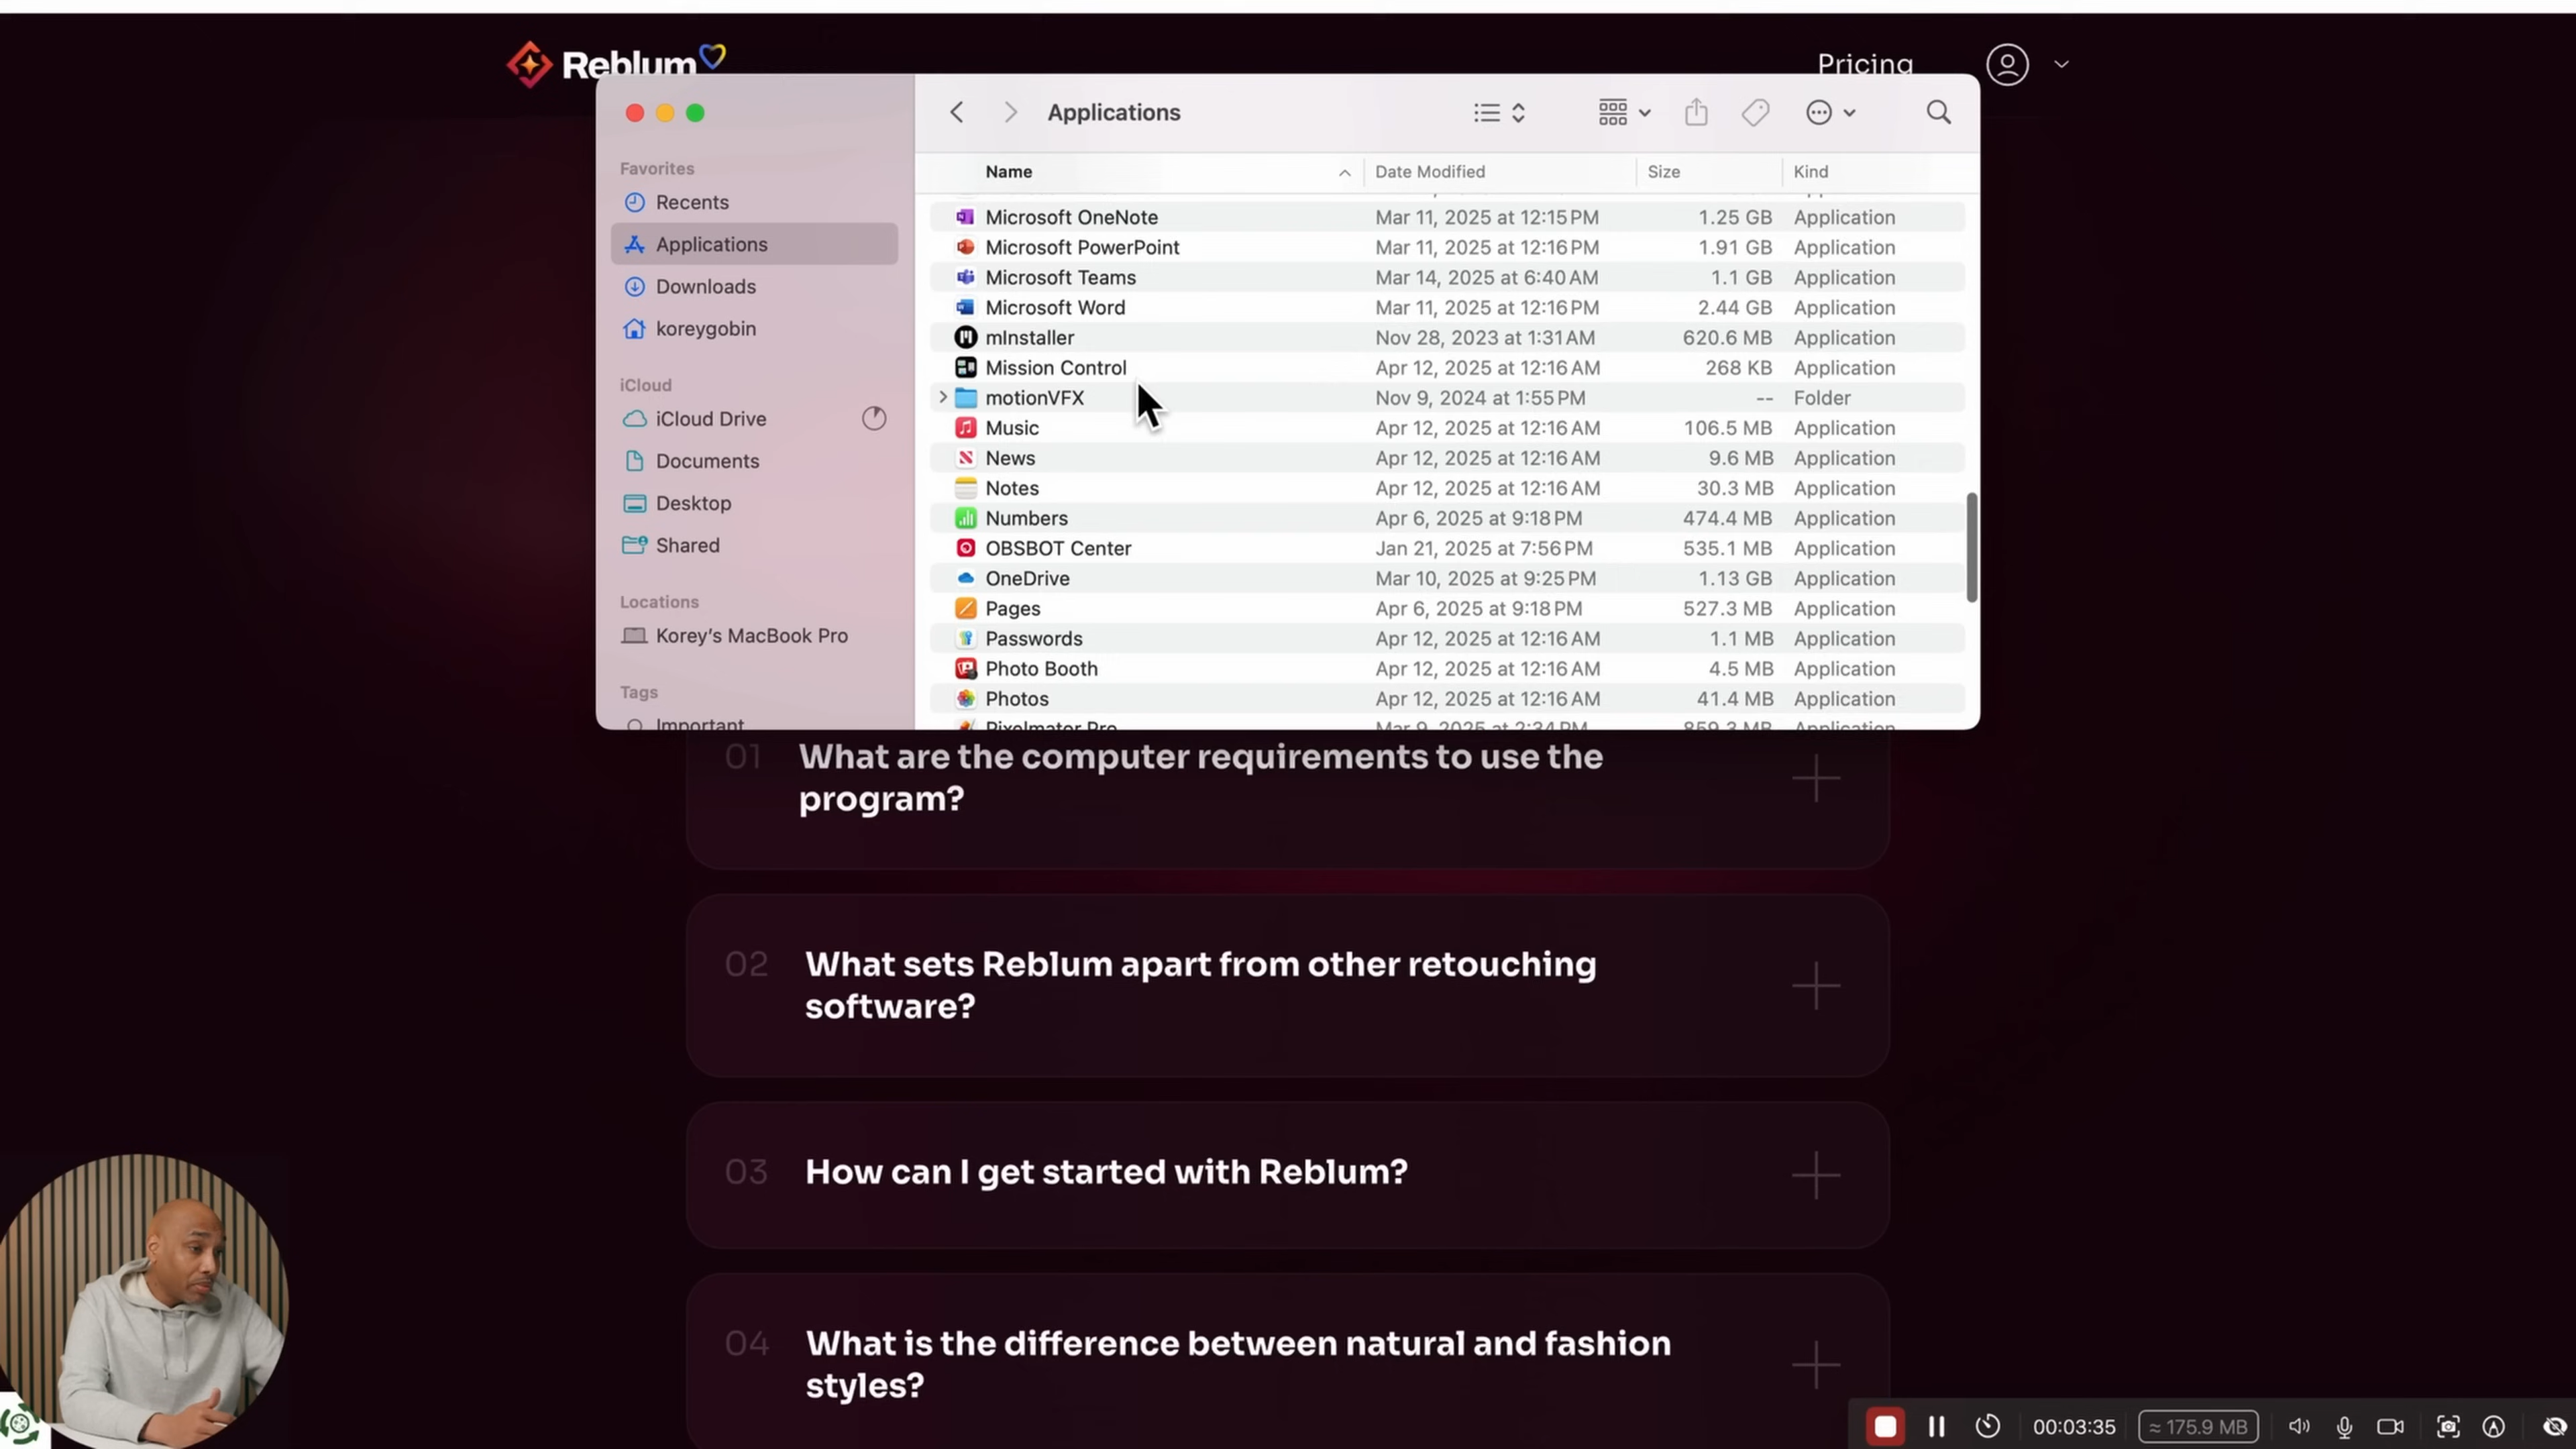 Reblum
Pricing
Applications
Favorites
Recents
Applications
Downloads
koreygobin
iCloud
iCloud Drive
Documents
Desktop
Shared
Locations
Korey's MacBook Pro
Tags
Important
Name Date Modified Size Kind
Microsoft OneNote Mar 11, 2025 at 12:15 PM 1.25 GB Application
Microsoft PowerPoint Mar 11, 2025 at 12:16 PM 1.91 GB Application
Microsoft Teams Mar 14, 2025 at 6:40 AM 1.1 GB Application
Microsoft Word Mar 11, 2025 at 12:16 PM 2.44 GB Application
mInstaller Nov 28, 2023 at 1:31 AM 620.6 MB Application
Mission Control Apr 12, 2025 at 12:16 AM 268 KB Application
motionVFX Nov 9, 2024 at 1:55 PM -- Folder
Music Apr 12, 2025 at 12:16 AM 106.5 MB Application
News Apr 12, 2025 at 12:16 AM 9.6 MB Application
Notes Apr 12, 2025 at 12:16 AM 30.3 MB Application
Numbers Apr 6, 2025 at 9:18 PM 474.4 MB Application
OBSBOT Center Jan 21, 2025 at 7:56 PM 535.1 MB Application
OneDrive Mar 10, 2025 at 9:25 PM 1.13 GB Application
Pages Apr 6, 2025 at 9:18 PM 527.3 MB Application
Passwords Apr 12, 2025 at 12:16 AM 1.1 MB Application
Photo Booth Apr 12, 2025 at 12:16 AM 4.5 MB Application
Photos Apr 12, 2025 at 12:16 AM 41.4 MB Application
Pixelmator Pro Mar 9, 2025 at 2:34 PM 859.3 MB Application
01 What are the computer requirements to use the
program?
02 What sets Reblum apart from other retouching
software?
03 How can I get started with Reblum?
04 What is the difference between natural and fashion
styles?
00:03:35 ≈ 175.9 MB